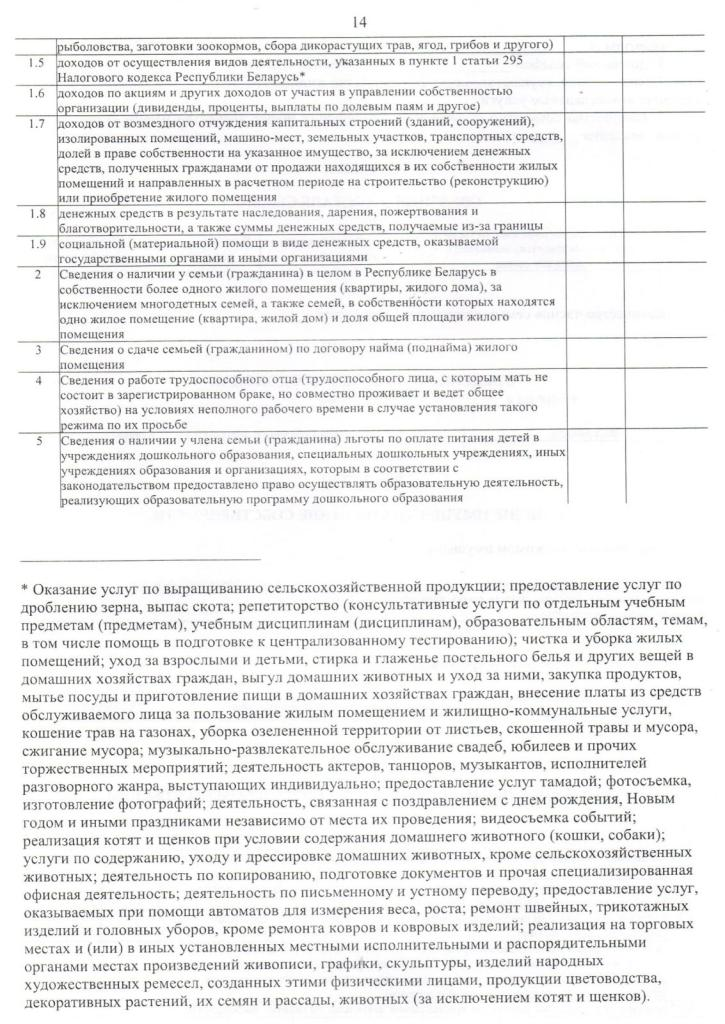 14
рыболовства, заготовки зоокормов, сбора дикорастущих трав, ягод, грибов и другого)
1.5 доходов от осуществления видов деятельности, указанных в пункте 1 статьи 295
Налогового кодекса Республики Беларусь*
1.6 доходов по акциям и других доходов от участия в управлении собственностью
организации (дивиденды, проценты, выплаты по долевым паям и другое)
1.7 доходов от возмездного отчуждения капитальных строений (зданий, сооружений),
изолированных помещений, машино-мест, земельных участков, транспортных средств,
долей в праве собственности на указанное имущество, за исключением денежных
средств, полученных гражданами от продажи находящихся в их собственности жилых
помещений и направленных в расчетном периоде на строительство (реконструкцию)
или приобретение жилого помещения
1.8 денежных средств в результате наследования, дарения, пожертвования и
благотворительности, а также суммы денежных средств, получаемые из-за границы
1.9 социальной (материальной) помощи в виде денежных средств, оказываемой
государственными органами и иными организациями
2 Сведения о наличии у семьи (гражданина) в целом в Республике Беларусь в
собственности более одного жилого помещения (квартиры, жилого дома), за
исключением многодетных семей, а также семей, в собственности которых находятся
одно жилое помещение (квартира, жилой дом) и доля общей площади жилого
помещения
3 Сведения о сдаче семьей (гражданином) по договору найма (поднайма) жилого
помещения
4 Сведения о работе трудоспособного отца (трудоспособного лица, с которым мать не
состоит в зарегистрированном браке, но совместно проживает и ведет общее
хозяйство) на условиях неполного рабочего времени в случае установления такого
режима по их просьбе
5 Сведения о наличии у члена семьи (гражданина) льготы по оплате питания детей в
учреждениях дошкольного образования, специальных дошкольных учреждениях, иных
учреждениях образования и организациях, которым в соответствии с
законодательством предоставлено право осуществлять образовательную деятельность,
реализующих образовательную программу дошкольного образования
* Оказание услуг по выращиванию сельскохозяйственной продукции; предоставление услуг по
дроблению зерна, выпас скота; репетиторство (консультативные услуги по отдельным учебным
предметам (предметам), учебным дисциплинам (дисциплинам), образовательным областям, темам,
в том числе помощь в подготовке к централизованному тестированию); чистка и уборка жилых
помещений; уход за взрослыми и детьми, стирка и глаженье постельного белья и других вещей в
домашних хозяйствах граждан, выгул домашних животных и уход за ними, закупка продуктов,
мытье посуды и приготовление пищи в домашних хозяйствах граждан, внесение платы из средств
обслуживаемого лица за пользование жилым помещением и жилищно-коммунальные услуги,
кошение трав на газонах, уборка озелененной территории от листьев, скошенной травы и мусора,
сжигание мусора; музыкально-развлекательное обслуживание свадеб, юбилеев и прочих
торжественных мероприятий; деятельность актеров, танцоров, музыкантов, исполнителей
разговорного жанра, выступающих индивидуально; предоставление услуг тамадой; фотосъемка,
изготовление фотографий; деятельность, связанная с поздравлением с днем рождения, Новым
годом и иными праздниками независимо от места их проведения; видеосъемка событий;
реализация котят и щенков при условии содержания домашнего животного (кошки, собаки);
услуги по содержанию, уходу и дрессировке домашних животных, кроме сельскохозяйственных
животных; деятельность по копированию, подготовке документов и прочая специализированная
офисная деятельность; деятельность по письменному и устному переводу; предоставление услуг,
оказываемых при помощи автоматов для измерения веса, роста; ремонт швейных, трикотажных
изделий и головных уборов, кроме ремонта ковров и ковровых изделий; реализация на торговых
местах и (или) в иных установленных местными исполнительными и распорядительными
органами местах произведений живописи, графики, скульптуры, изделий народных
художественных ремесел, созданных этими физическими лицами, продукции цветоводства,
декоративных растений, их семян и рассады, животных (за исключением котят и щенков).